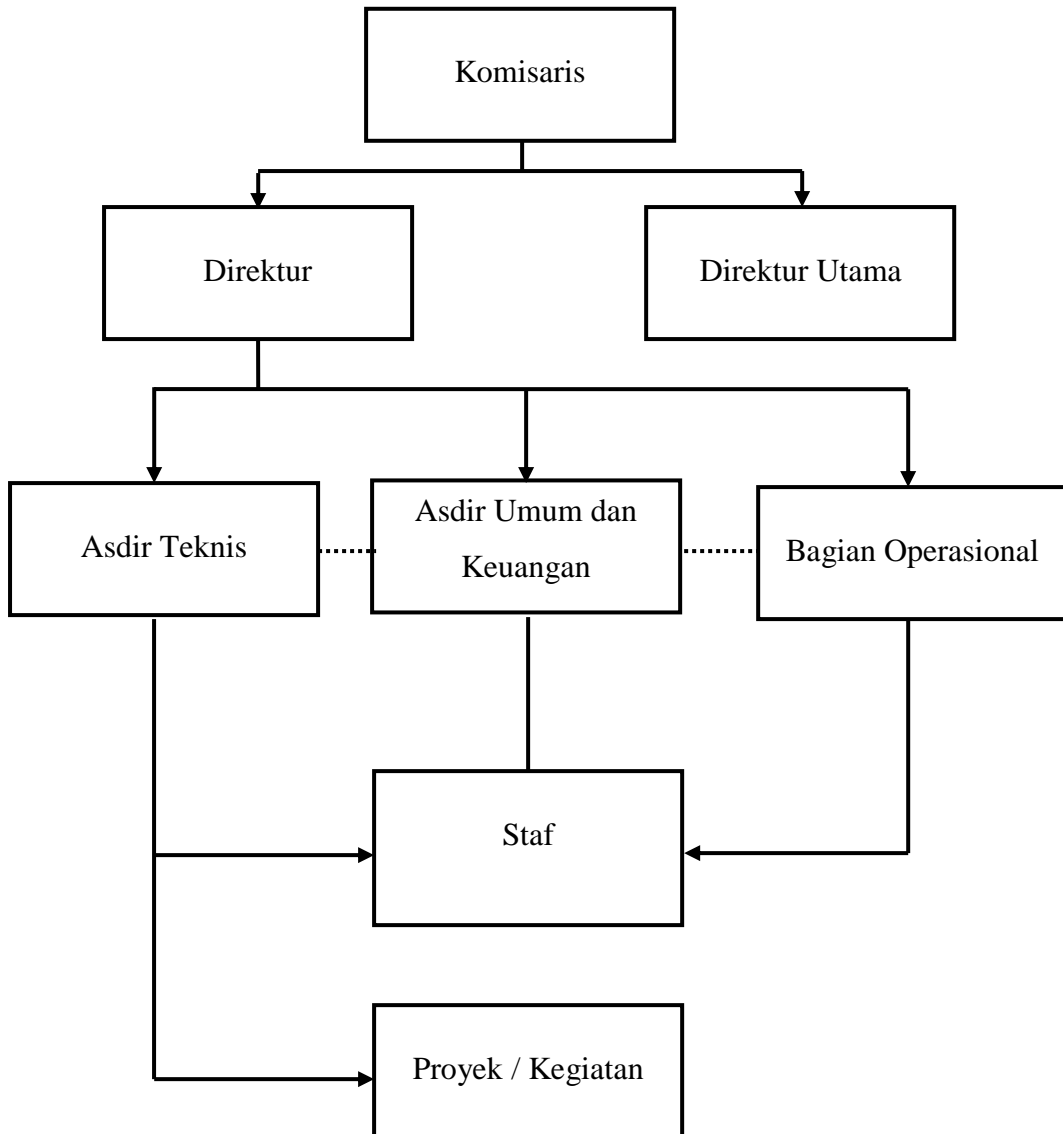 Komisaris
Direktur
Direktur Utama
Asdir Teknis
Asdir Umum dan
Keuangan
Bagian Operasional
Staf
Proyek / Kegiatan